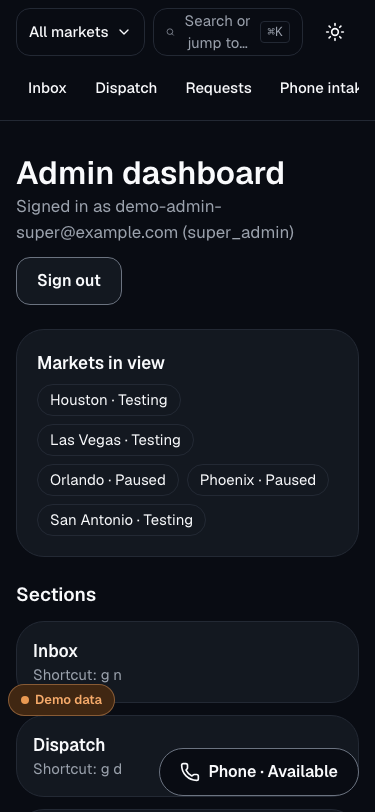 All markets
Search or
jump to…
⌘K
Inbox
Dispatch
Requests
Phone intak
Admin dashboard
Signed in as demo-admin-
super@example.com (super_admin)
Sign out
Markets in view
Houston · Testing
Las Vegas · Testing
Orlando · Paused
Phoenix · Paused
San Antonio · Testing
Sections
Inbox
Shortcut: g n
Demo data
Dispatch
Shortcut: g d
Phone · Available